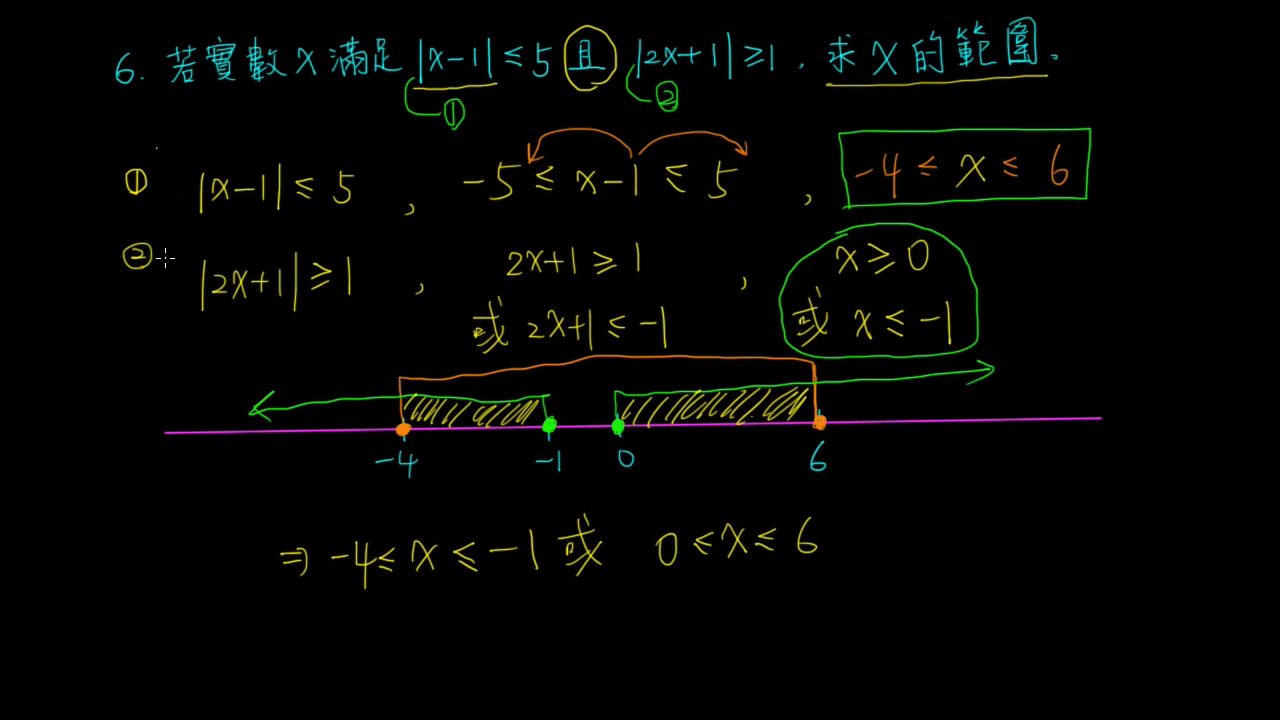 6. 若實數 x 滿足 |x-1| ≤ 5 且 |2x+1| ≥ 1, 求 x 的範圍。
① ②
① |x-1| ≤ 5 , -5 ≤ x-1 ≤ 5 , -4 ≤ x ≤ 6
② |2x+1| ≥ 1 , 2x+1 ≥ 1 , x ≥ 0
或 2x+1 ≤ -1 或 x ≤ -1
-4 -1 0 6
⇒ -4 ≤ x ≤ -1 或 0 ≤ x ≤ 6